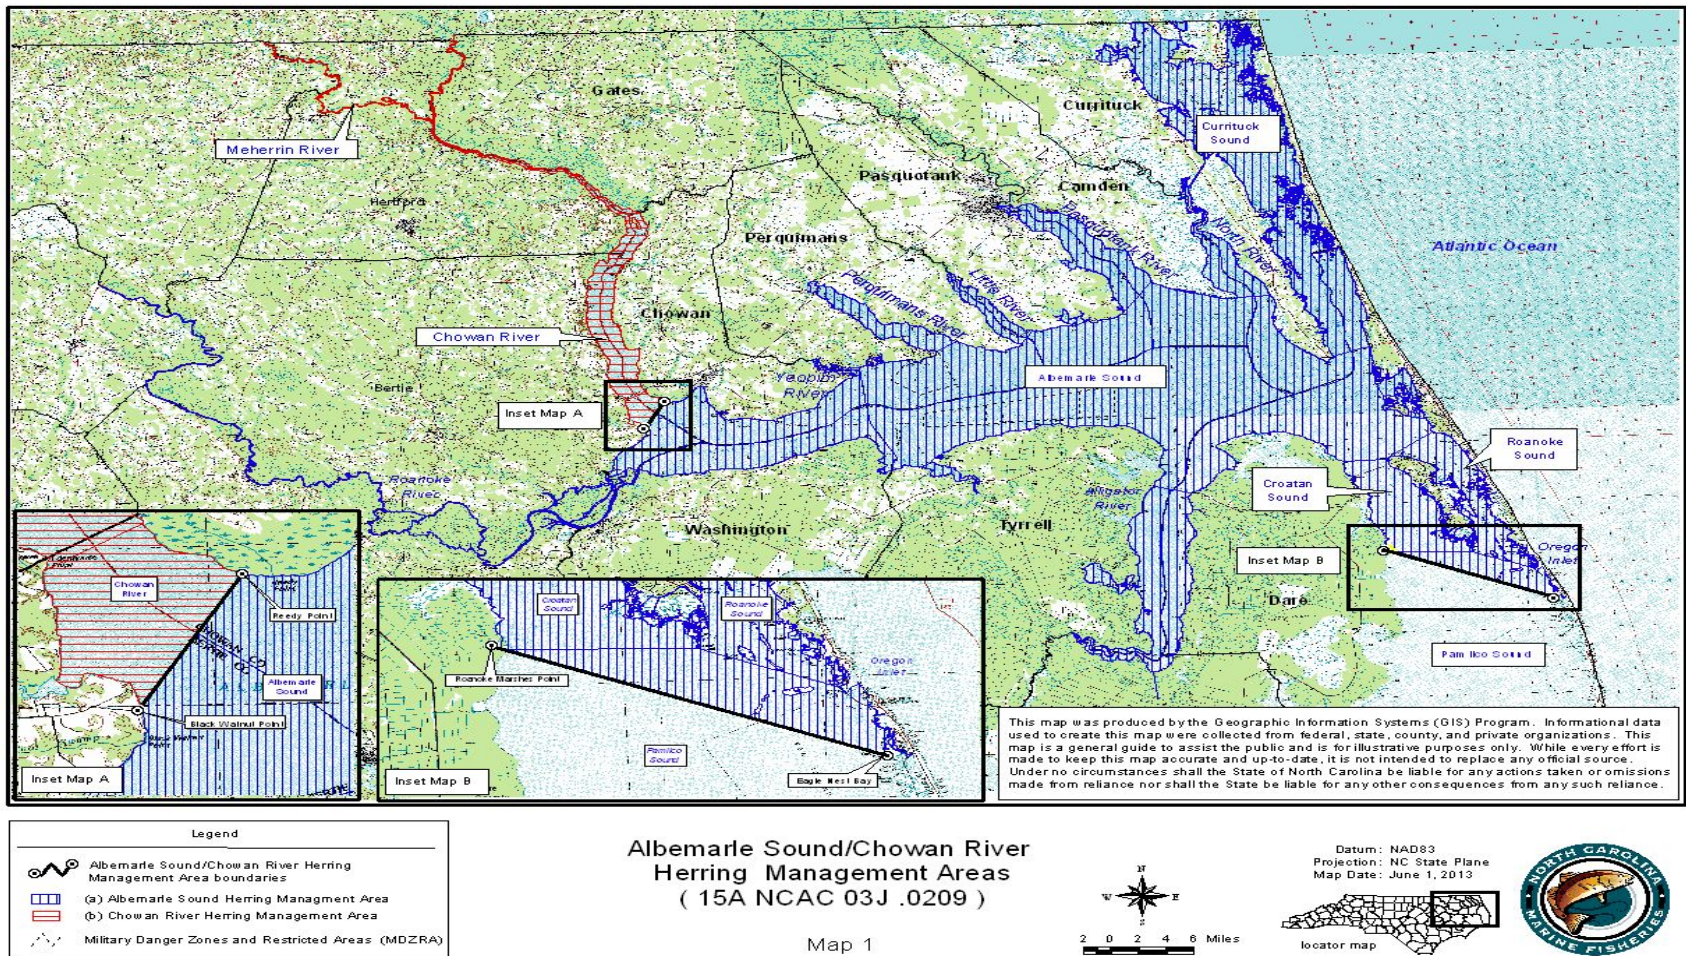 Gates
Currituck
Currituck
Sound
Meherrin River
Pasquotank
Camden
Hertford
Pasquotank River
North River
Perquimans
Atlantic Ocean
Little River
Perquimans River
Chowan
Chowan River
Albemarle Sound
Yeopim
River
Bertie
Inset Map A
Roanoke
Sound
Roanoke
River
Croatan
Sound
Alligator
River
Washington
Tyrrell
Oregon
Inlet
Inset Map B
Dare
Pamlico Sound
Chowan
River
Reedy Point
CHOWAN CO
BERTIE CO
Albemarle
Sound
Black Walnut Point
Inset Map A
Croatan
Sound
Roanoke
Sound
Oregon
Inlet
Roanoke Marshes Point
Pamlico
Sound
Eagle Nest Bay
Inset Map B
This map was produced by the Geographic Information Systems (GIS) Program. Informational data
used to create this map were collected from federal, state, county, and private organizations. This
map is a general guide to assist the public and is for illustrative purposes only. While every effort is
made to keep this map accurate and up-to-date, it is not intended to replace any official source.
Under no circumstances shall the State of North Carolina be liable for any actions taken or omissions
made from reliance nor shall the State be liable for any other consequences from any such reliance.
Legend
Albemarle Sound/Chowan River Herring
Management Area boundaries
(a) Albemarle Sound Herring Managment Area
(b) Chowan River Herring Management Area
Military Danger Zones and Restricted Areas (MDZRA)
Albemarle Sound/Chowan River
Herring Management Areas
( 15A NCAC 03J .0209 )
Map 1
N
W
E
S
2 0 2 4 6 Miles
Datum: NAD83
Projection: NC State Plane
Map Date: June 1, 2013
locator map
NORTH CAROLINA
MARINE FISHERIES